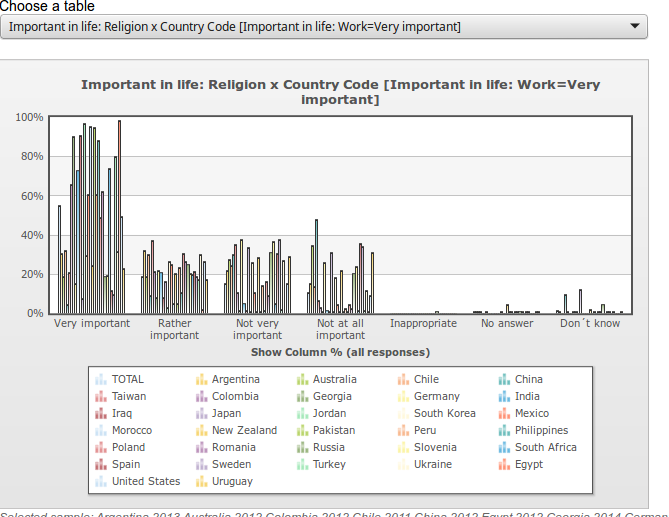 Choose a table
Important in life: Religion x Country Code [Important in life: Work=Very important]
Important in life: Religion x Country Code [Important in life: Work=Very
important]
100%
80%
60%
40%
20%
0%
Very important
Rather
important
Not very
important
Not at all
important
Inappropriate
No answer
Don´t know
Show Column % (all responses)
TOTAL Argentina Australia Chile China
Taiwan Colombia Georgia Germany India
Iraq Japan Jordan South Korea Mexico
Morocco New Zealand Pakistan Peru Philippines
Poland Romania Russia Slovenia South Africa
Spain Sweden Turkey Ukraine Egypt
United States Uruguay
Selected sample: Argentina 2013 Australia 2012 Colombia 2012 Chile 2011 China 2012 Egypt 2012 Georgia 2014